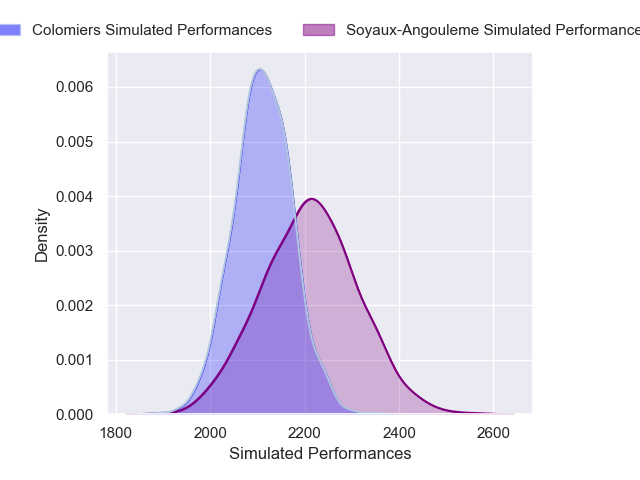 Colomiers Simulated Performances Soyaux-Angouleme Simulated Performance
0.006
0.005
0.004
0.003
0.002
0.001
0.000
Density
1800 2000 2200 2400 2600
Simulated Performances